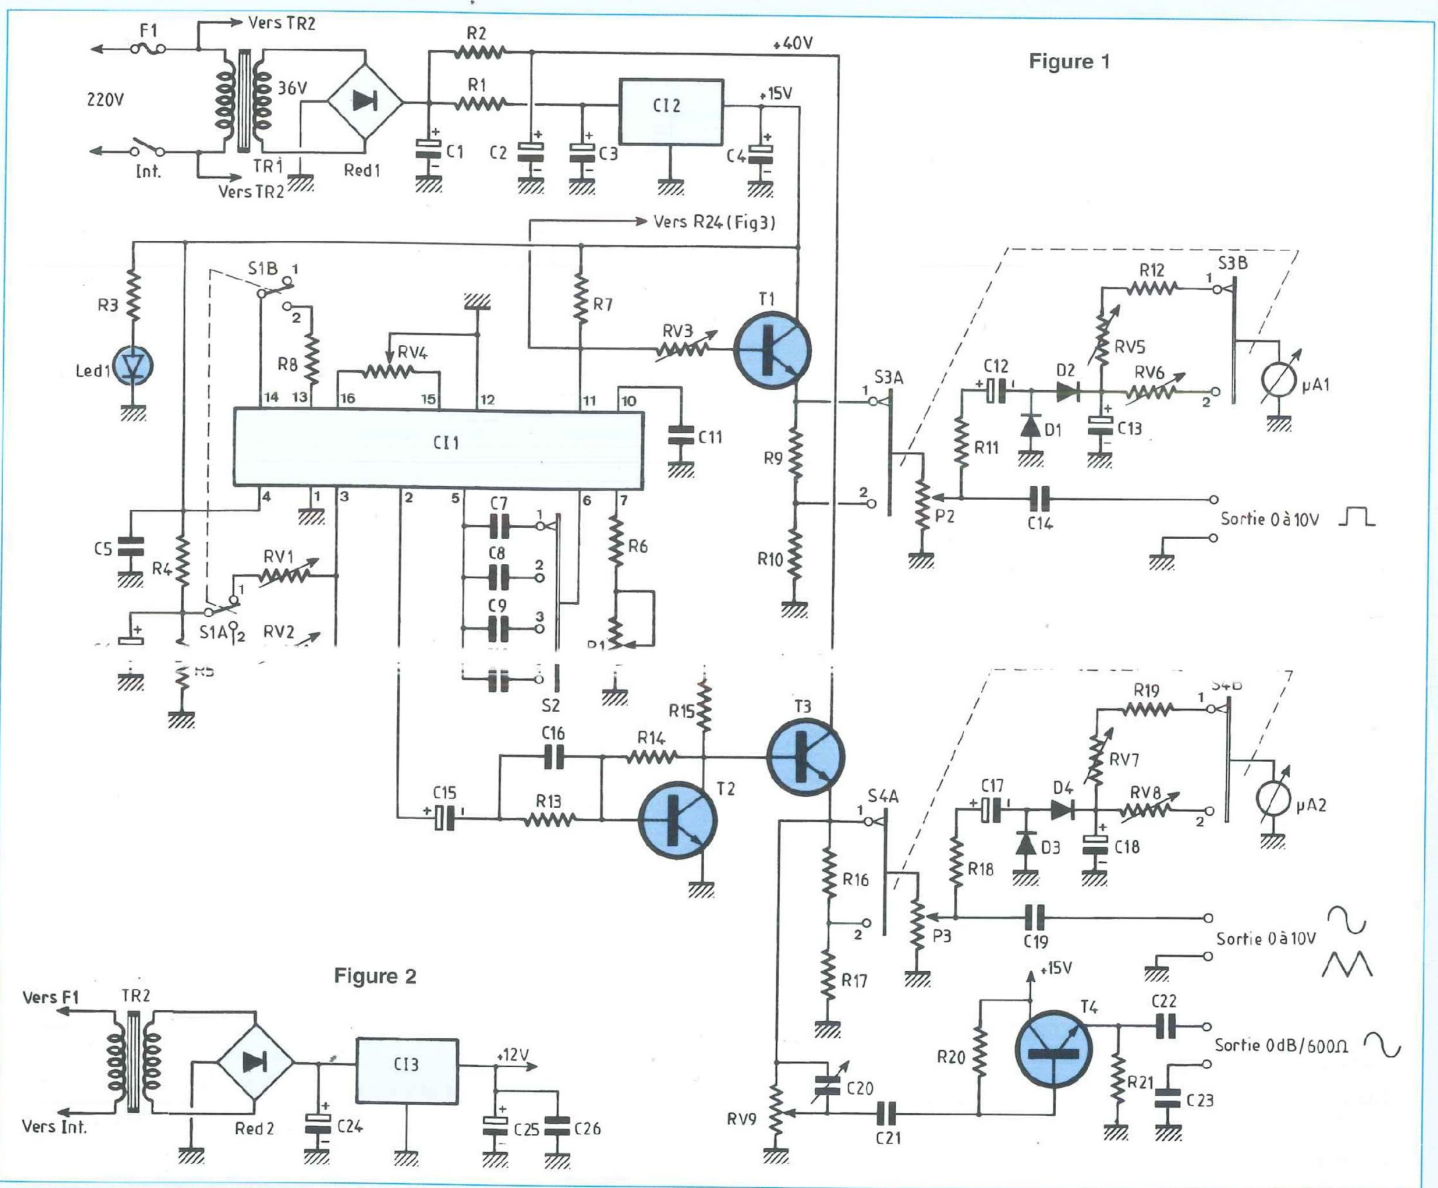 F1
Vers TR2
220V
36V
Int.
TR1
Vers TR2
Red1
R2
R1
+40V
CI2
+15V
C1
C2
C3
C4
Figure 1
Vers R24 (Fig3)
R3
Led1
S1B
1
2
R8
RV4
R7
RV3
T1
14
13
16
15
12
11
10
CI1
C11
4
1
3
2
5
6
7
C5
R4
RV1
1
S1A
2
RV2
R5
C7
1
C8
2
C9
3
S2
R6
P1
R9
R10
S3A
1
2
P2
R11
C12
+
D1
D2
C13
RV5
RV6
R12
S3B
1
2
µA1
C14
Sortie 0 à 10V
C15
C16
R13
R14
R15
T2
T3
S4A
1
2
R16
R17
P3
R18
C17
D3
D4
C18
RV7
RV8
R19
S4B
1
2
µA2
C19
Sortie 0 à 10V
Figure 2
Vers F1
TR2
Vers Int.
Red2
C24
CI3
+12V
C25
C26
RV9
C20
C21
R20
+15V
T4
R21
C22
C23
Sortie 0dB/600Ω